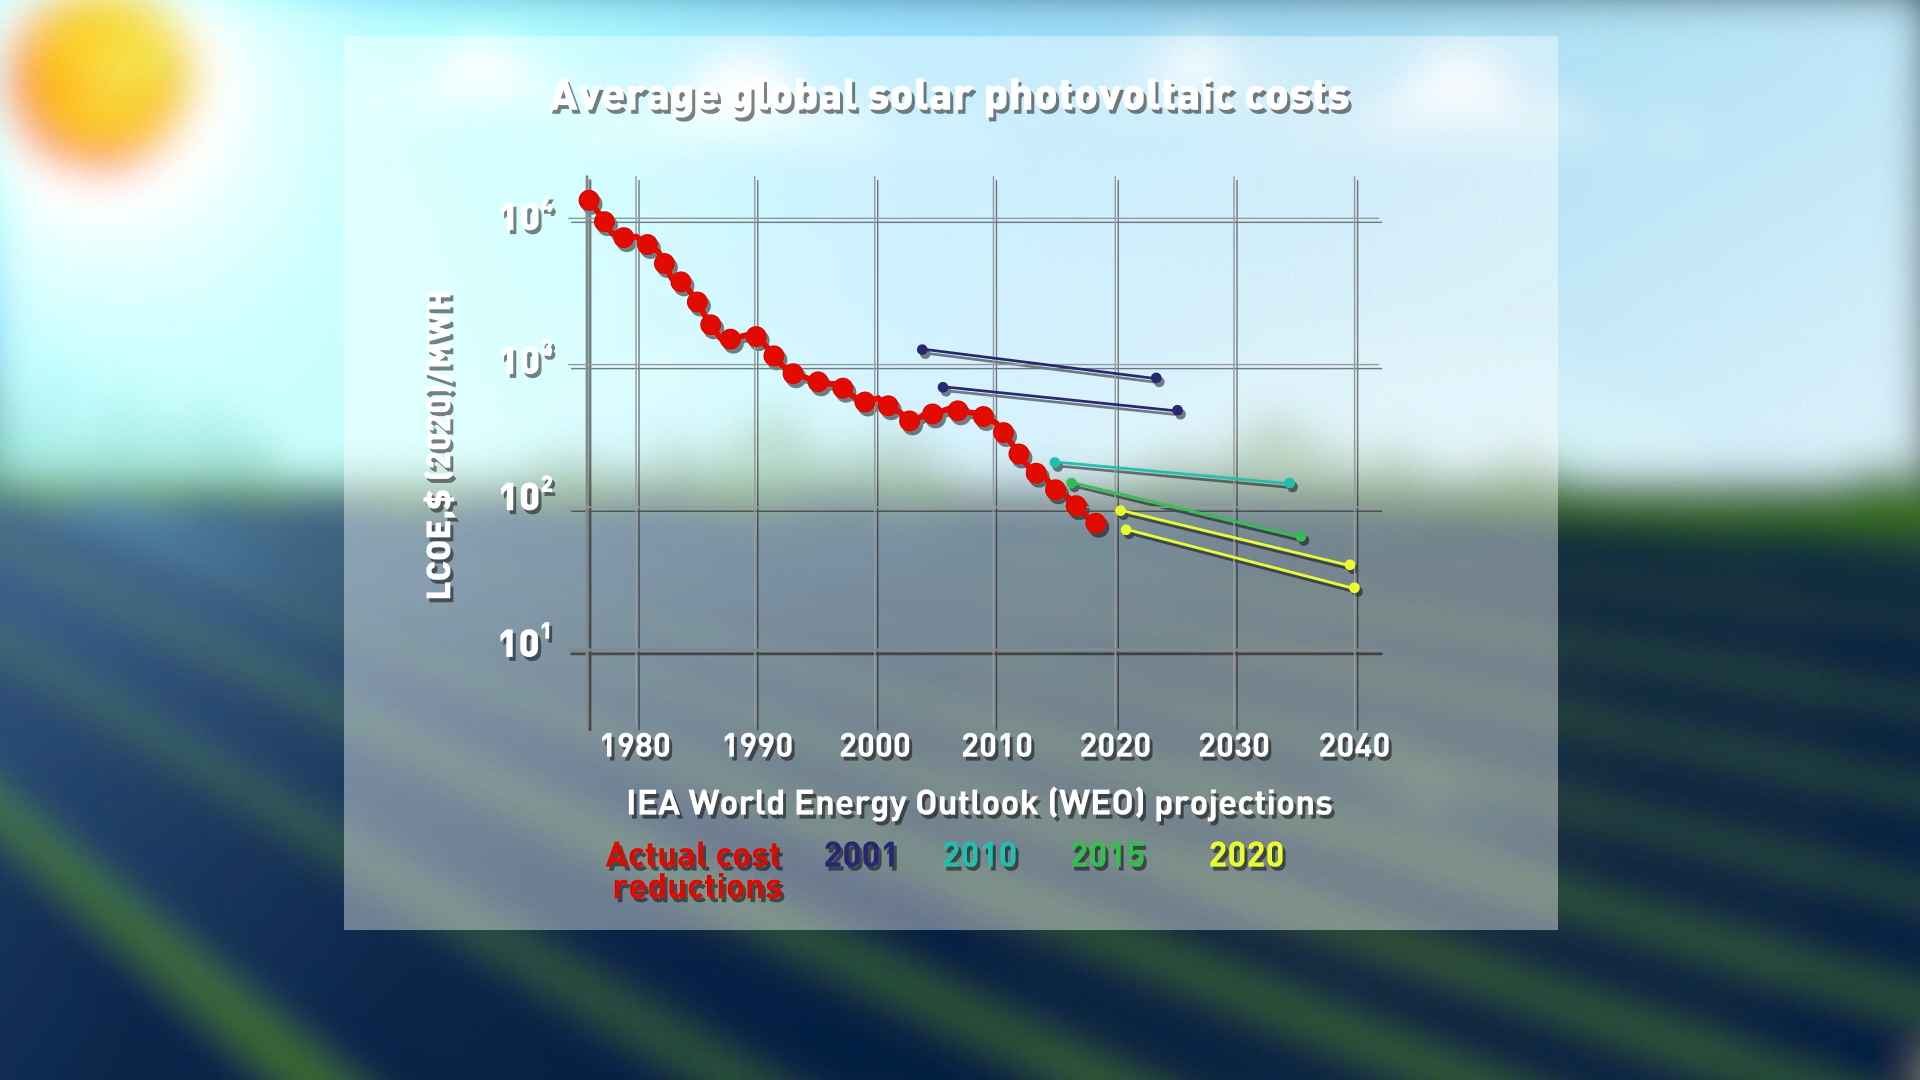 Average global solar photovoltaic costs
LCOE,$ (2020)/MWH
10⁴
10³
10²
10¹
1980 1990 2000 2010 2020 2030 2040
IEA World Energy Outlook (WEO) projections
Actual cost 2001 2010 2015 2020
reductions